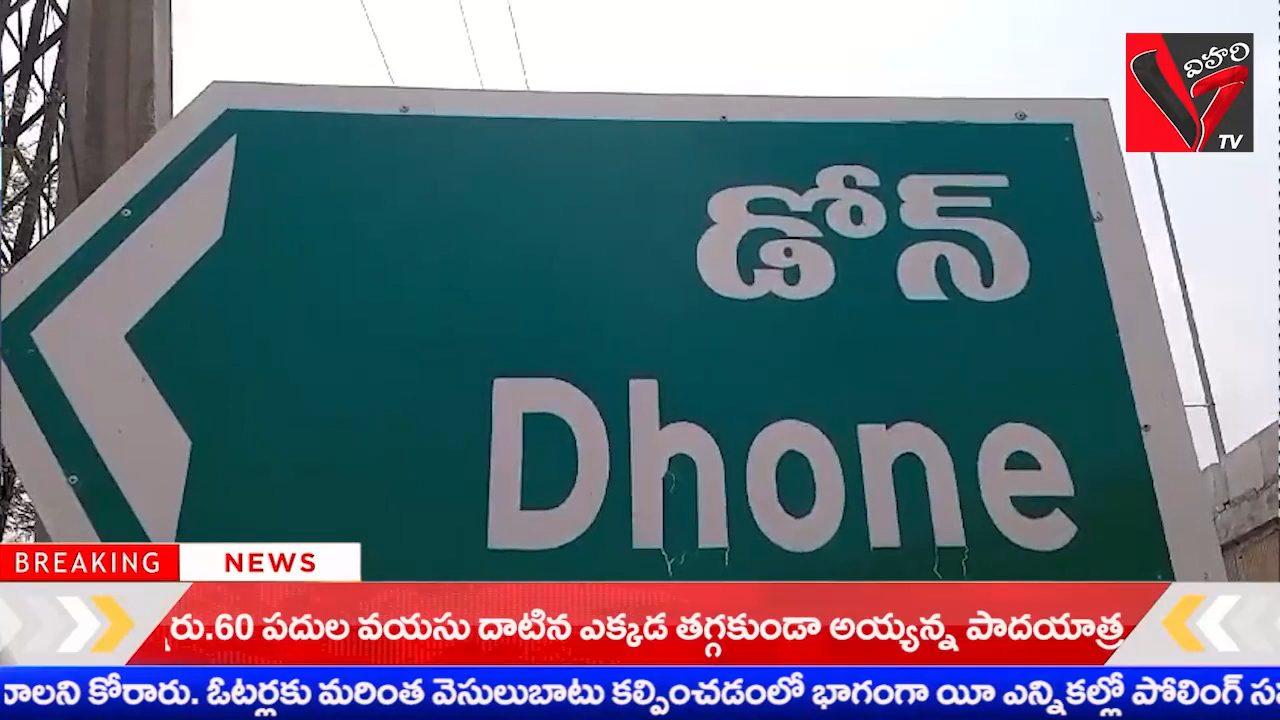 విహారి
TV
డోన్
Dhone
BREAKING NEWS
రు.60 పదుల వయసు దాటిన ఎక్కడ తగ్గకుండా అయ్యన్న పాదయాత్ర
వాలని కోరారు. ఓటర్లకు మరింత వెసులుబాటు కల్పించడంలో భాగంగా యీ ఎన్నికల్లో పోలింగ్ స